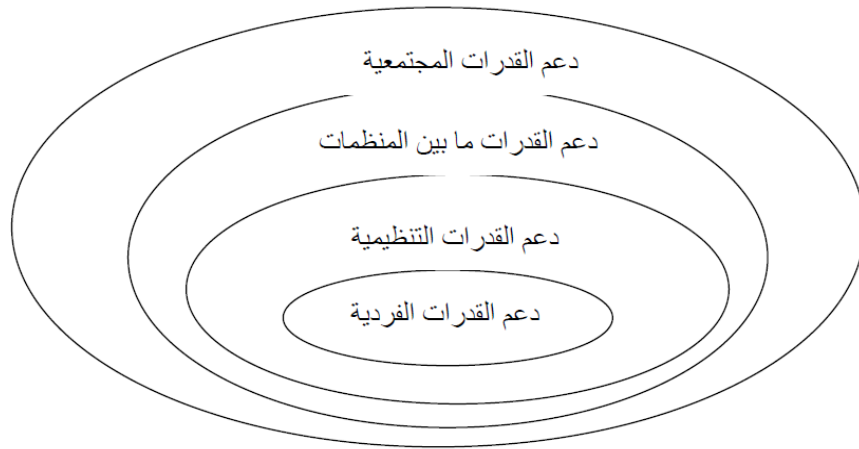 دعم القدرات المجتمعية
دعم القدرات ما بين المنظمات
دعم القدرات التنظيمية
دعم القدرات الفردية